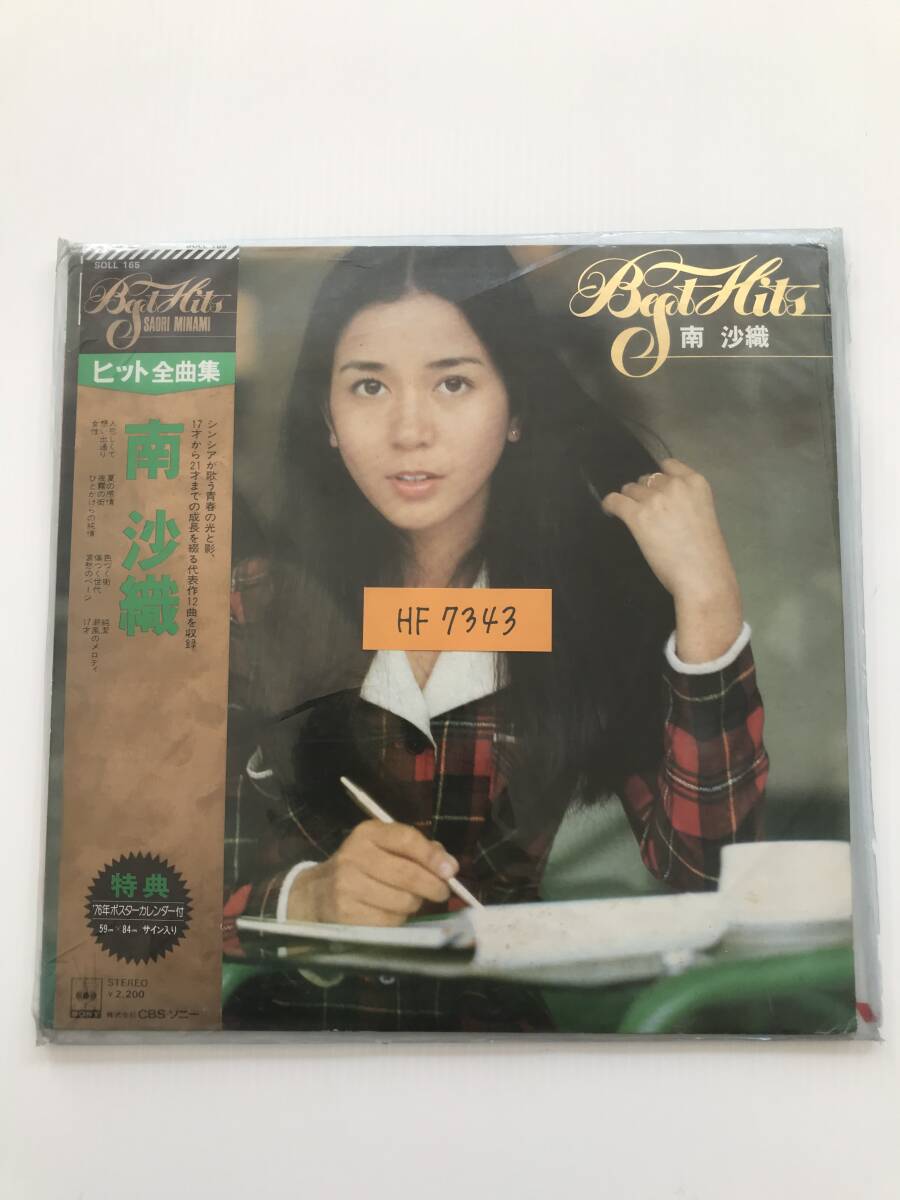 SOLL 165
Best Hits
SAORI MINAMI
ヒット全曲集
南 沙織
シンシアが歌う青春の光と影、
17才から21才までの成長を綴る代表作12曲を収録
人恋しくて
想い出通り
女性
夏の感情
夜霧の街
ひとかけらの純情
色づく街
傷つく世代
哀愁のページ
純潔
潮風のメロディ
17才
特典
'76年ポスターカレンダー付
59cm×84cm サイン入り
STEREO
¥2,200
SONY
株式会社CBS・ソニー
Best Hits
南 沙織
HF 7343